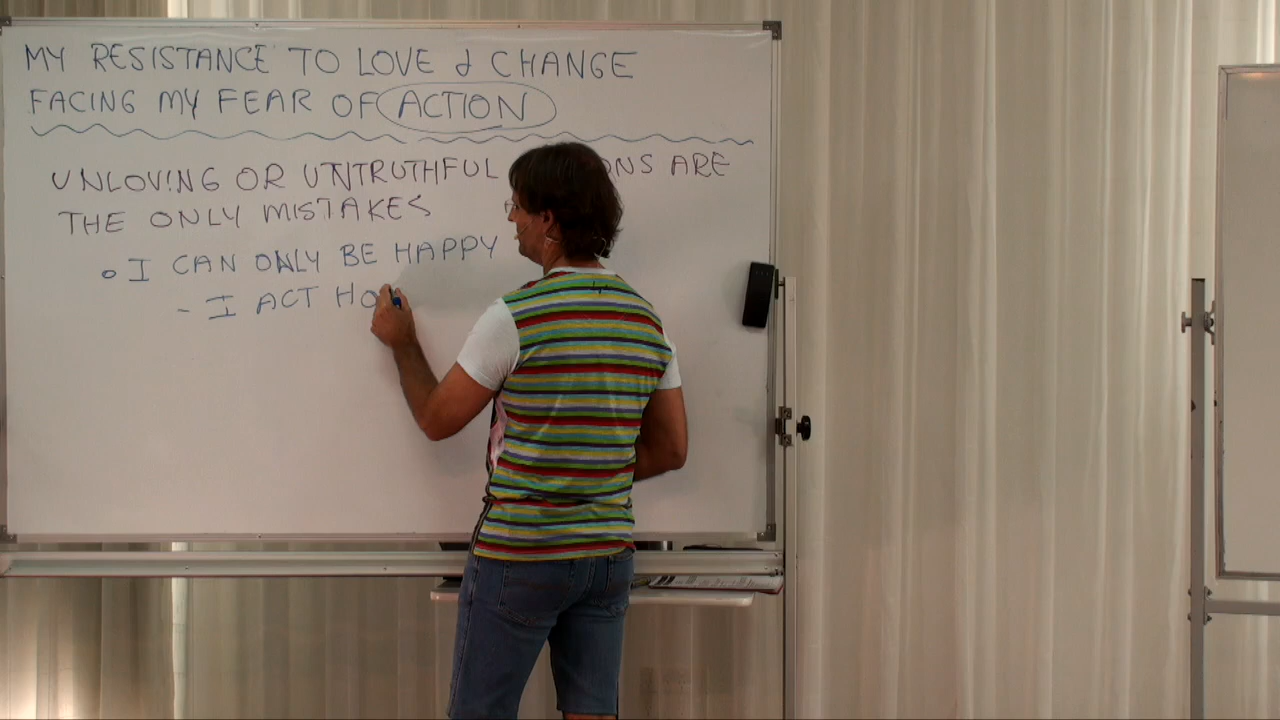 MY RESISTANCE TO LOVE & CHANGE
FACING MY FEAR OF ACTION
UNLOVING OR UNTRUTHFUL ARE
THE ONLY MISTAKES
I CAN ONLY BE HAPPY
- I ACT